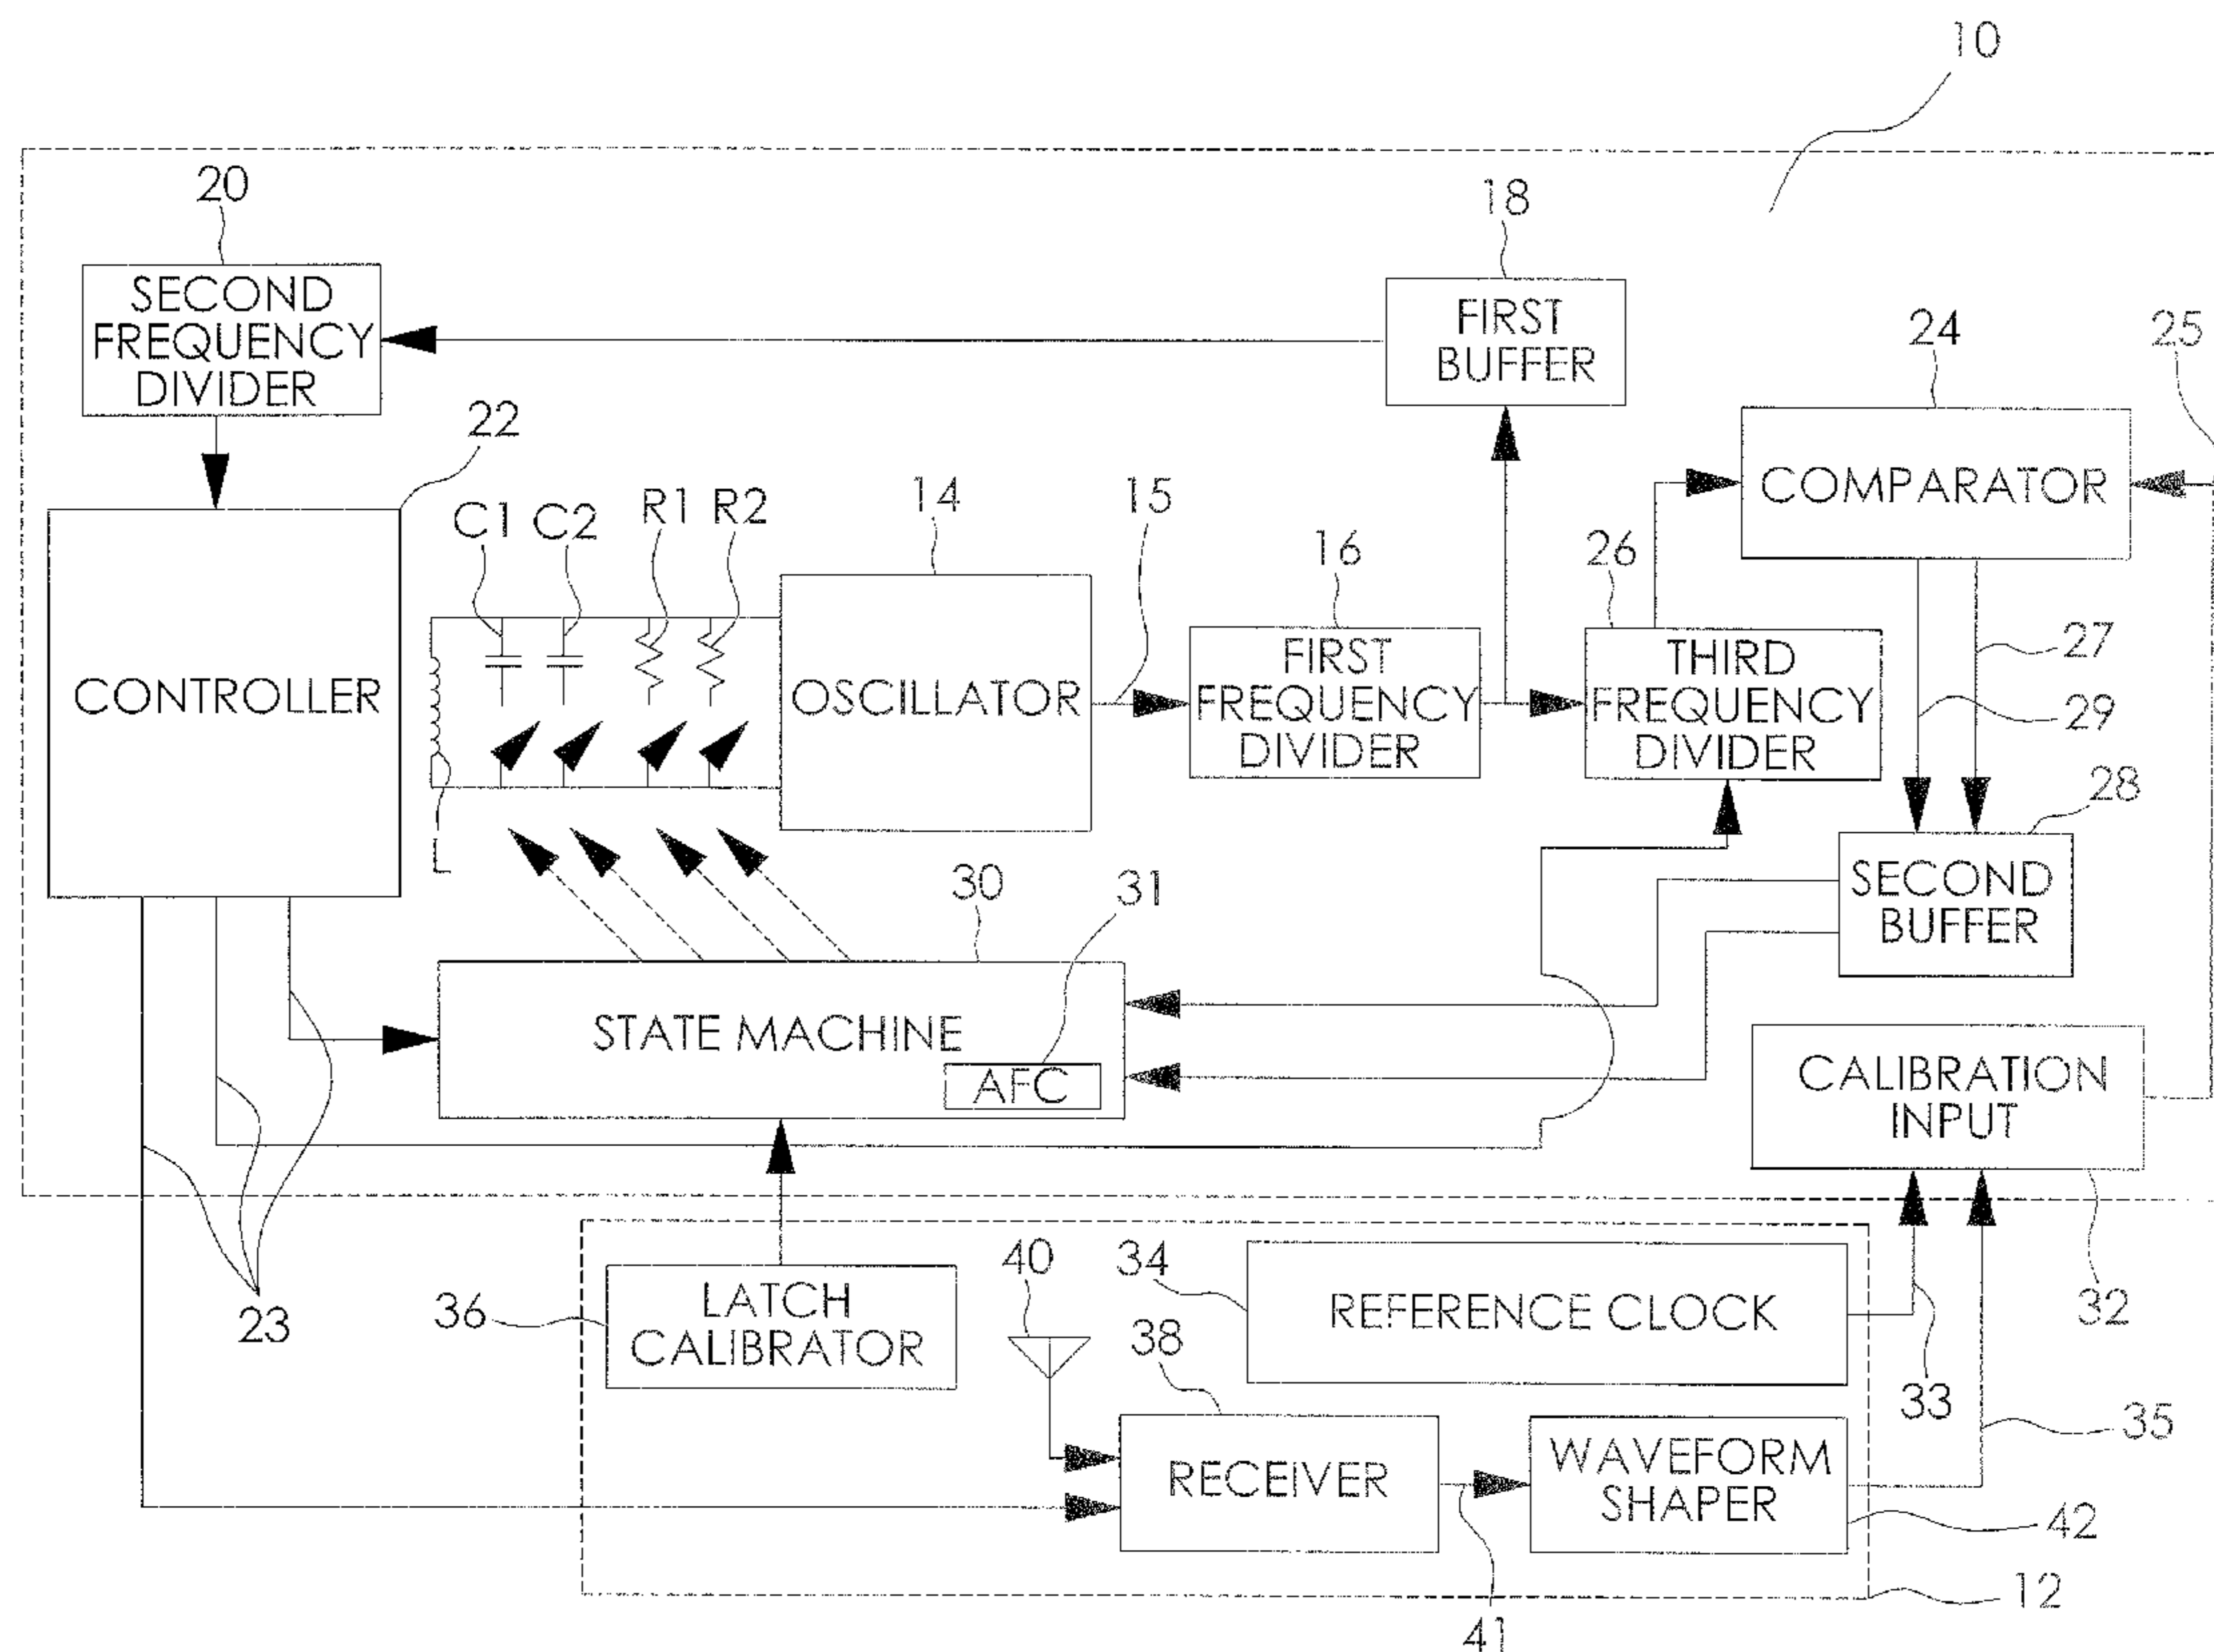 10
20
18
SECOND
FREQUENCY
DIVIDER
FIRST
BUFFER
24
25
22
COMPARATOR
C1
C2
R1
R2
14
15
16
26
CONTROLLER
OSCILLATOR
FIRST
FREQUENCY
DIVIDER
THIRD
FREQUENCY
DIVIDER
27
29
28
L
30
31
SECOND
BUFFER
STATE MACHINE
AFC
CALIBRATION
INPUT
23
36
LATCH
CALIBRATOR
40
34
REFERENCE CLOCK
32
38
33
35
RECEIVER
WAVEFORM
SHAPER
42
41
12